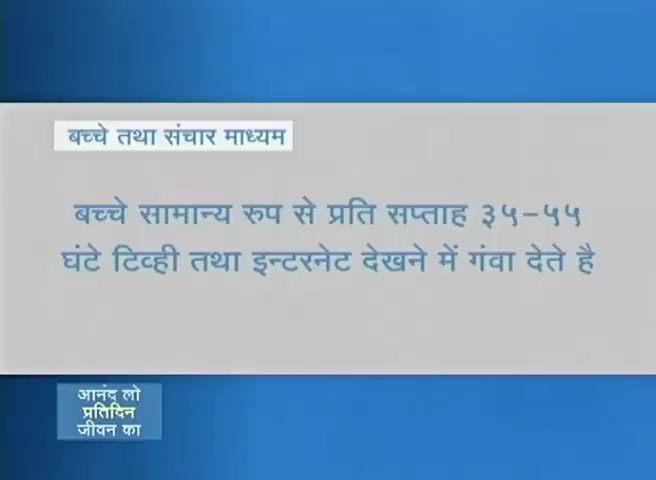 बच्चे तथा संचार माध्यम
बच्चे सामान्य रुप से प्रति सप्ताह ३५-५५
घंटे टिव्ही तथा इन्टरनेट देखने में गंवा देते है
आनंद लो
प्रतिदिन
जीवन का